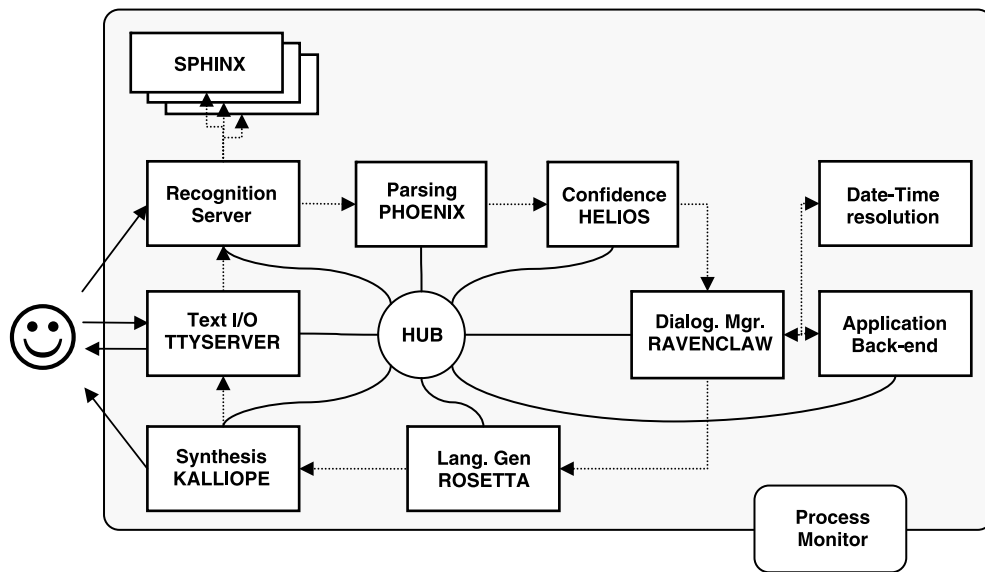 SPHINX
Recognition
Server
Parsing
PHOENIX
Confidence
HELIOS
Date-Time
resolution
Text I/O
TTYSERVER
HUB
Dialog. Mgr.
RAVENCLAW
Application
Back-end
Synthesis
KALLIOPE
Lang. Gen
ROSETTA
Process
Monitor